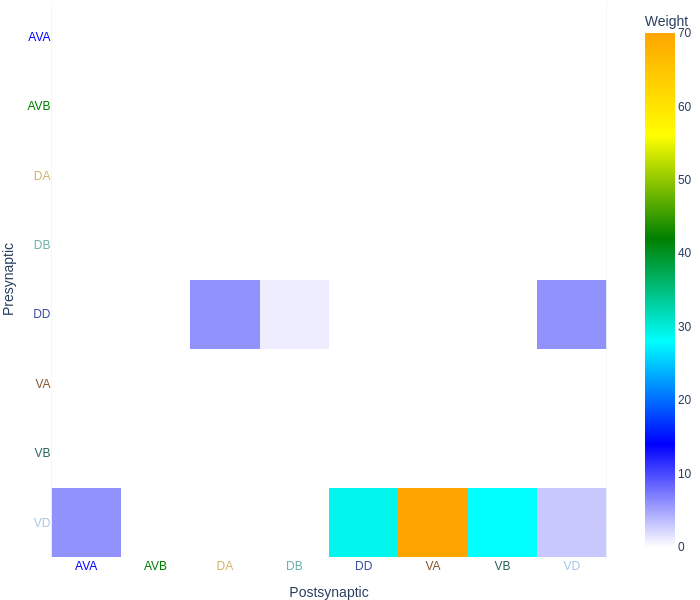 Weight
70
60
50
40
30
20
10
0
Presynaptic
AVA
AVB
DA
DB
DD
VA
VB
VD
AVA AVB DA DB DD VA VB VD
Postsynaptic